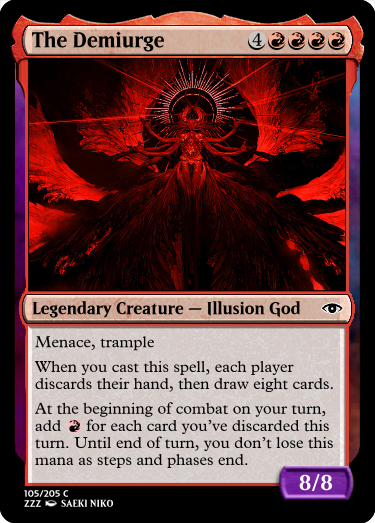 The Demiurge 4
Legendary Creature — Illusion God
Menace, trample
When you cast this spell, each player
discards their hand, then draw eight cards.
At the beginning of combat on your turn,
add for each card you've discarded this
turn. Until end of turn, you don't lose this
mana as steps and phases end.
8/8
105/205 C
ZZZ SAEKI NIKO